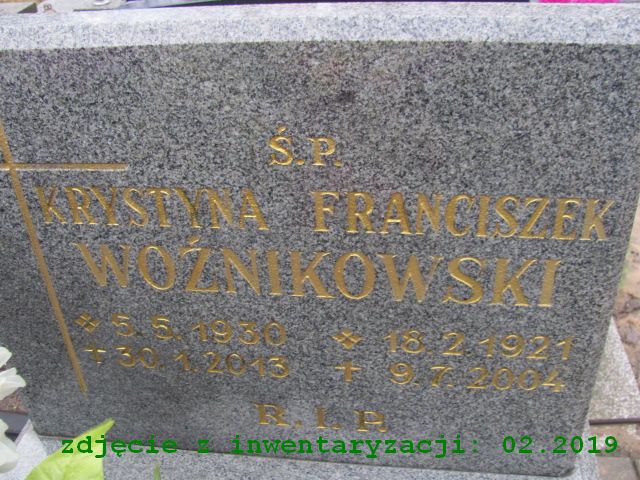 Ś.P.
KRYSTYNA FRANCISZEK
WOŹNIKOWSKI
5.5.1930 18.2.1921
30.1.2013 9.7.2004
R.I.P.
zdjęcie z inwentaryzacji: 02.2019